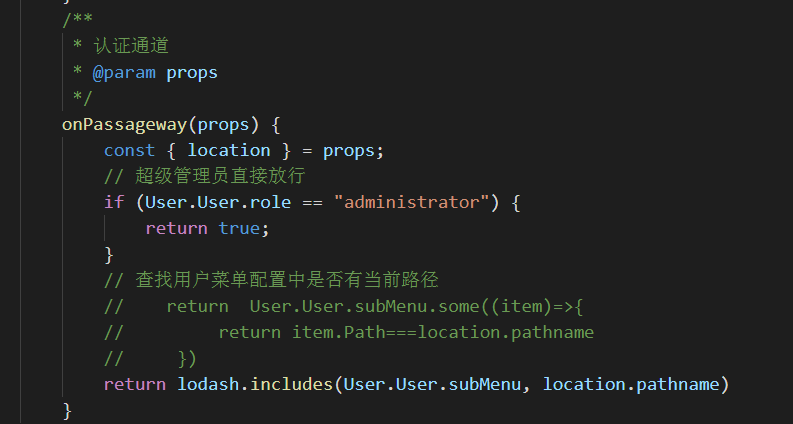 /**
* 认证通道
* @param props
*/
onPassageway(props) {
const { location } = props;
// 超级管理员直接放行
if (User.User.role == "administrator") {
return true;
}
// 查找用户菜单配置中是否有当前路径
//    return  User.User.subMenu.some((item)=>{
//         return item.Path===location.pathname
//     })
return lodash.includes(User.User.subMenu, location.pathname)
}